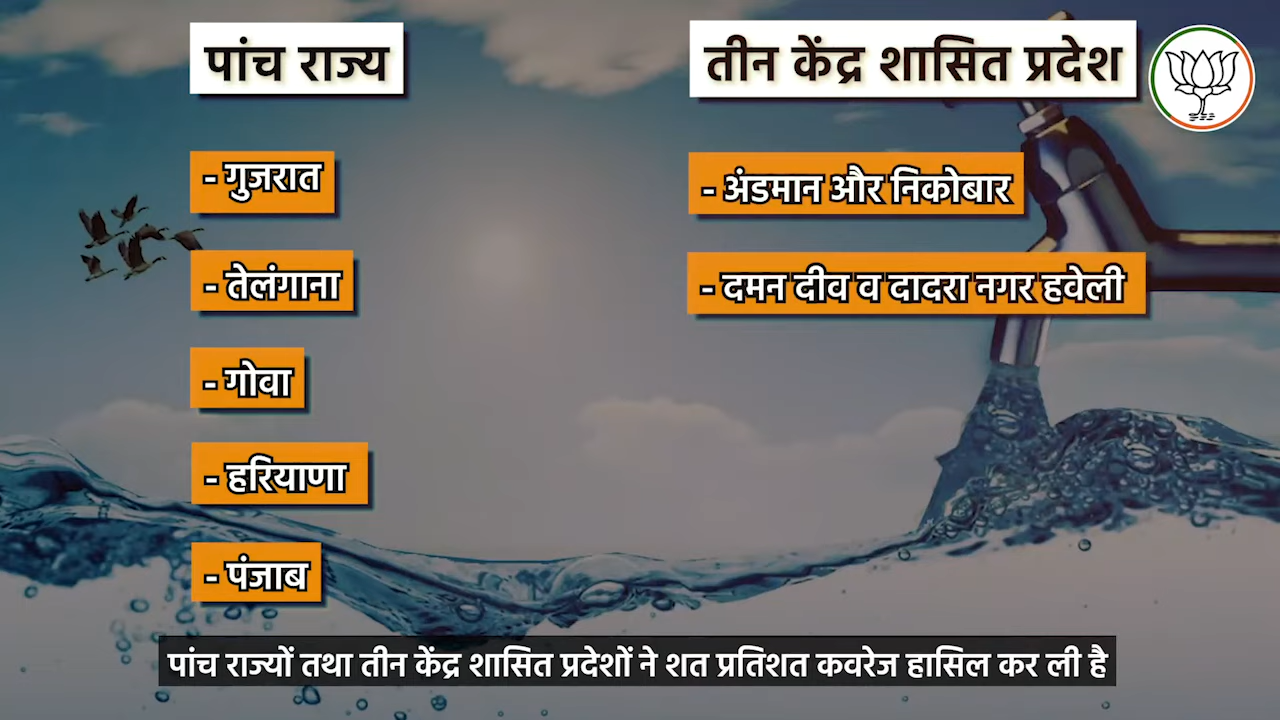 पांच राज्य
- गुजरात
- तेलंगाना
- गोवा
- हरियाणा
- पंजाब
तीन केंद्र शासित प्रदेश
- अंडमान और निकोबार
- दमन दीव व दादरा नगर हवेली
पांच राज्यों तथा तीन केंद्र शासित प्रदेशों ने शत प्रतिशत कवरेज हासिल कर ली है